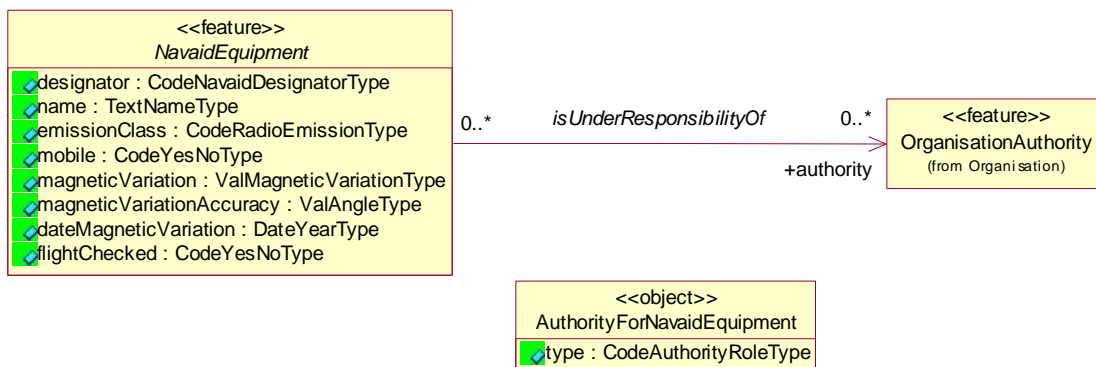 <<feature>>
NavaidEquipment
designator : CodeNavaidDesignatorType
name : TextNameType
emissionClass : CodeRadioEmissionType
mobile : CodeYesNoType
magneticVariation : ValMagneticVariationType
magneticVariationAccuracy : ValAngleType
dateMagneticVariation : DateYearType
flightChecked : CodeYesNoType
0..* isUnderResponsibilityOf 0..*
+authority
<<feature>>
OrganisationAuthority
(from Organisation)
<<object>>
AuthorityForNavaidEquipment
type : CodeAuthorityRoleType